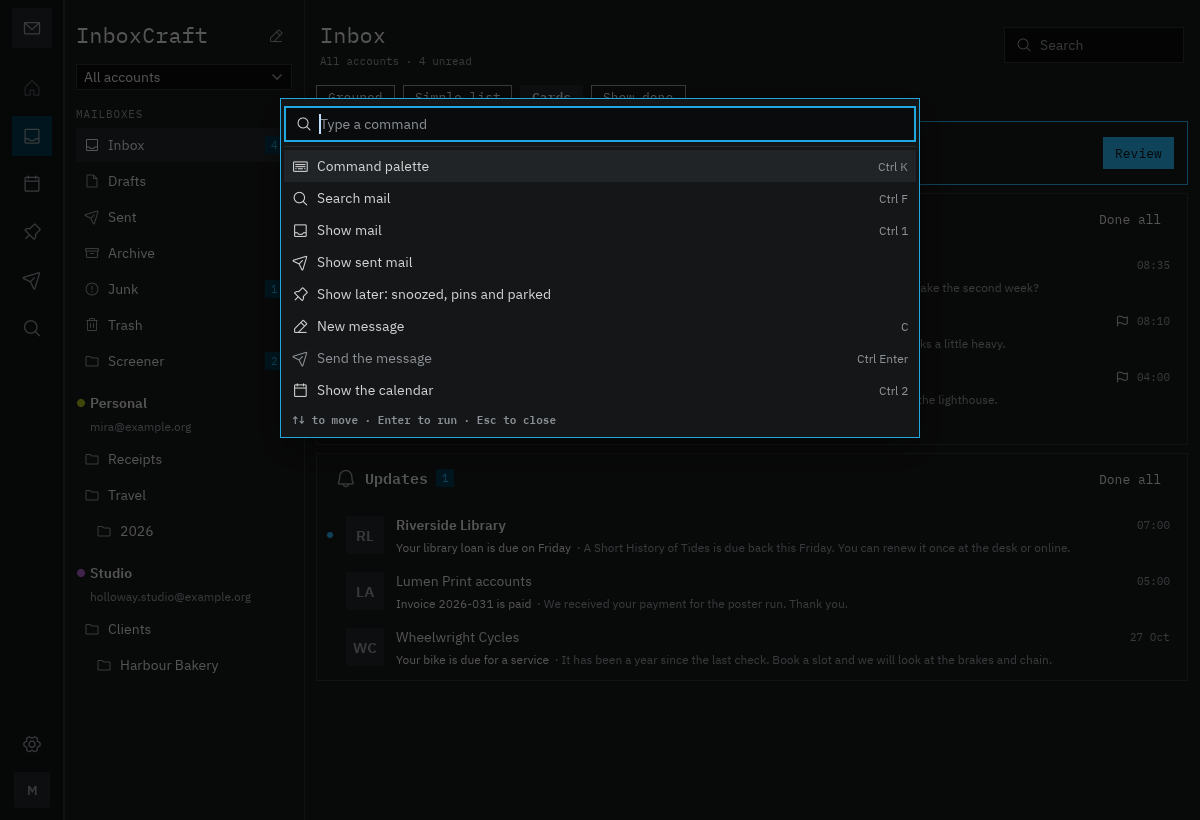 InboxCraft
All accounts
MAILBOXES
Inbox 4
Drafts
Sent
Archive
Junk 1
Trash
Screener 2
Personal
mira@example.org
Receipts
Travel
2026
Studio
holloway.studio@example.org
Clients
Harbour Bakery
M
Inbox
All accounts · 4 unread
Search
Grouped Simple list Cards Show done
Review
Type a command
Command palette Ctrl K
Search mail Ctrl F
Show mail Ctrl 1
Show sent mail
Show later: snoozed, pins and parked
New message C
Send the message Ctrl Enter
Show the calendar Ctrl 2
↑↓ to move · Enter to run · Esc to close
Done all
08:35
the second week?
08:10
a little heavy.
04:00
the lighthouse.
Updates 1 Done all
RL Riverside Library 07:00
Your library loan is due on Friday · A Short History of Tides is due back this Friday. You can renew it once at the desk or online.
LA Lumen Print accounts 05:00
Invoice 2026-031 is paid · We received your payment for the poster run. Thank you.
WC Wheelwright Cycles 27 Oct
Your bike is due for a service · It has been a year since the last check. Book a slot and we will look at the brakes and chain.